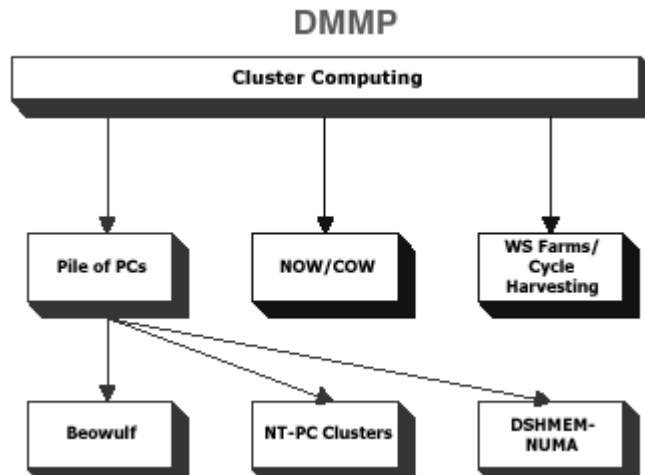 DMMP
Cluster Computing
Pile of PCs
NOW/COW
WS Farms/
Cycle
Harvesting
Beowulf
NT-PC Clusters
DSHMEM-
NUMA